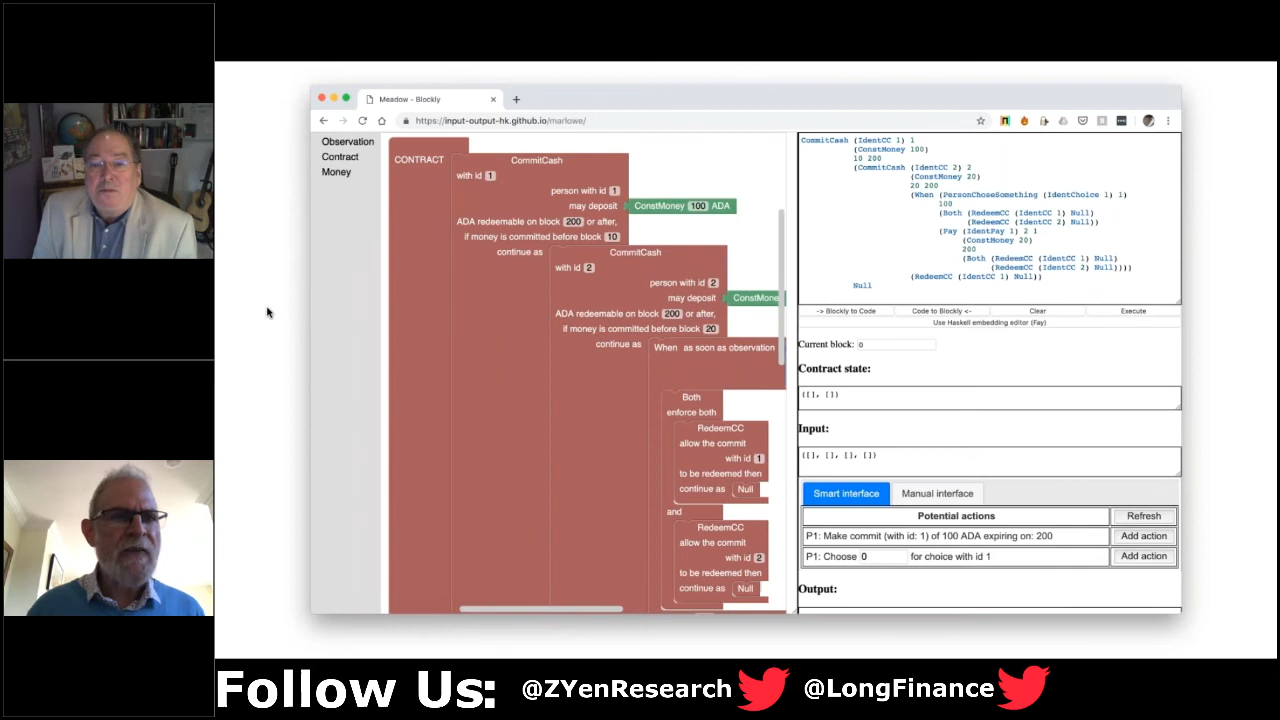 Meadow - Blockly
https://input-output-hk.github.io/marlowe/
Observation
Contract
Money
CONTRACT
CommitCash
with id 1
person with id 1
may deposit ConstMoney 100 ADA
ADA redeemable on block 200 or after,
if money is committed before block 10
continue as
CommitCash
with id 2
person with id 2
may deposit ConstMone
ADA redeemable on block 200 or after,
if money is committed before block 20
continue as
When as soon as observation
Both
enforce both
RedeemCC
allow the commit
with id 1
to be redeemed then
continue as Null
and
RedeemCC
allow the commit
with id 2
to be redeemed then
continue as Null
CommitCash (IdentCC 1) 1
(ConstMoney 100)
10 200
(CommitCash (IdentCC 2) 2
(ConstMoney 20)
20 200
(When (PersonChoseSomething (IdentChoice 1) 1)
100
(Both (RedeemCC (IdentCC 1) Null)
(RedeemCC (IdentCC 2) Null))
(Pay (IdentPay 1) 2 1
(ConstMoney 20)
200
(Both (RedeemCC (IdentCC 1) Null)
(RedeemCC (IdentCC 2) Null))))
(RedeemCC (IdentCC 1) Null))
Null
-> Blockly to Code
Code to Blockly <-
Clear
Execute
Use Haskell embedding editor (Fay)
Current block: 0
Contract state:
([], [])
Input:
([], [], [], [])
Smart interface
Manual interface
Potential actions
Refresh
P1: Make commit (with id: 1) of 100 ADA expiring on: 200
Add action
P1: Choose 0 for choice with id 1
Add action
Output:
Follow Us: @ZYenResearch @LongFinance